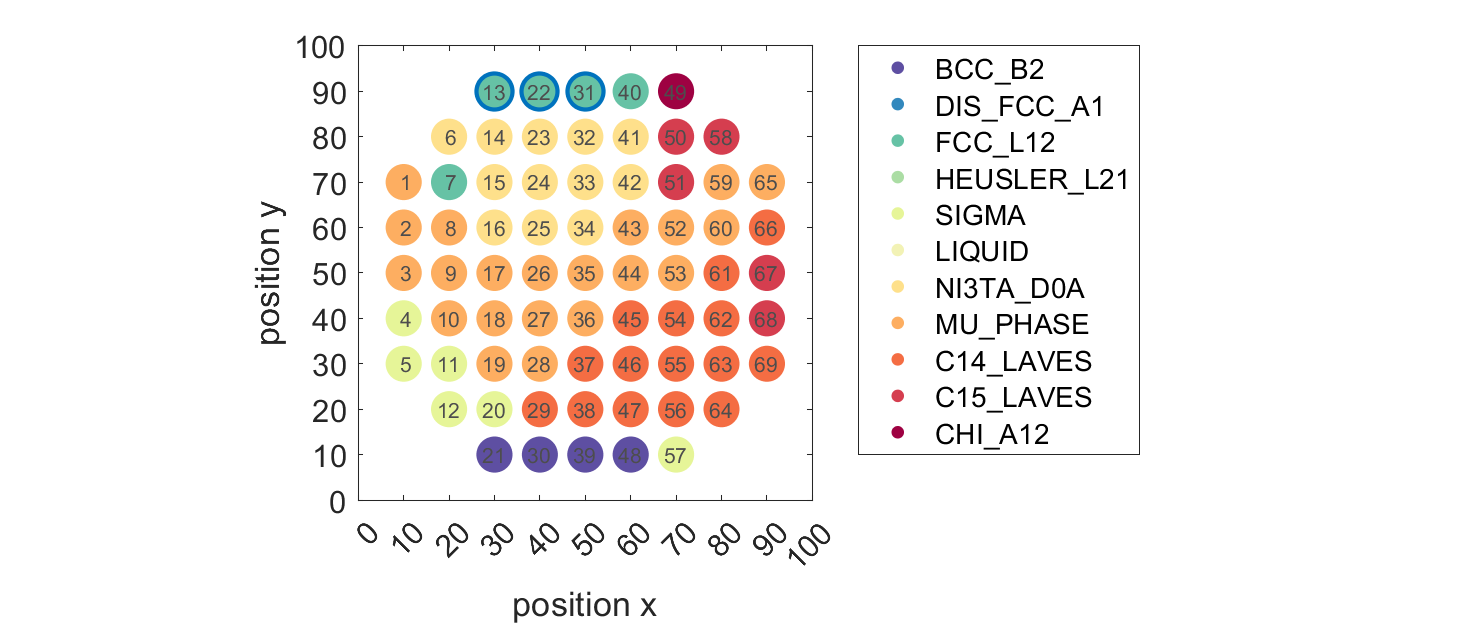 100
90
80
70
60
50
40
30
20
10
0
position y
13 22 31 40 49
6 14 23 32 41 50 58
1 7 15 24 33 42 51 59 65
2 8 16 25 34 43 52 60 66
3 9 17 26 35 44 53 61 67
4 10 18 27 36 45 54 62 68
5 11 19 28 37 46 55 63 69
12 20 29 38 47 56 64
21 30 39 48 57
0 10 20 30 40 50 60 70 80 90 100
position x
BCC_B2
DIS_FCC_A1
FCC_L12
HEUSLER_L21
SIGMA
LIQUID
NI3TA_D0A
MU_PHASE
C14_LAVES
C15_LAVES
CHI_A12